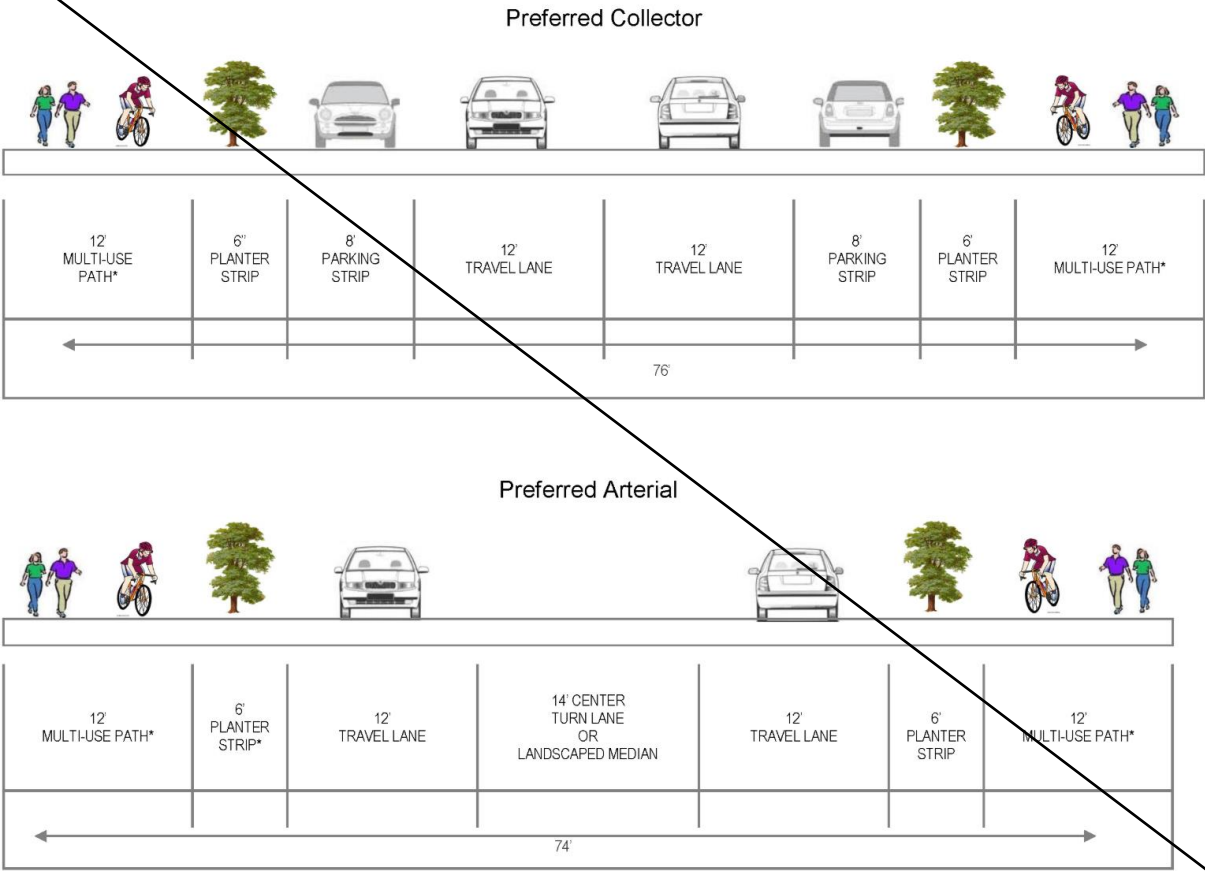 Preferred Collector
12'
MULTI-USE
PATH*
6''
PLANTER
STRIP
8'
PARKING
STRIP
12'
TRAVEL LANE
12'
TRAVEL LANE
8'
PARKING
STRIP
6'
PLANTER
STRIP
12'
MULTI-USE PATH*
76'
Preferred Arterial
12'
MULTI-USE PATH*
6'
PLANTER
STRIP*
12'
TRAVEL LANE
14' CENTER
TURN LANE
OR
LANDSCAPED MEDIAN
12'
TRAVEL LANE
6'
PLANTER
STRIP
12'
MULTI-USE PATH*
74'